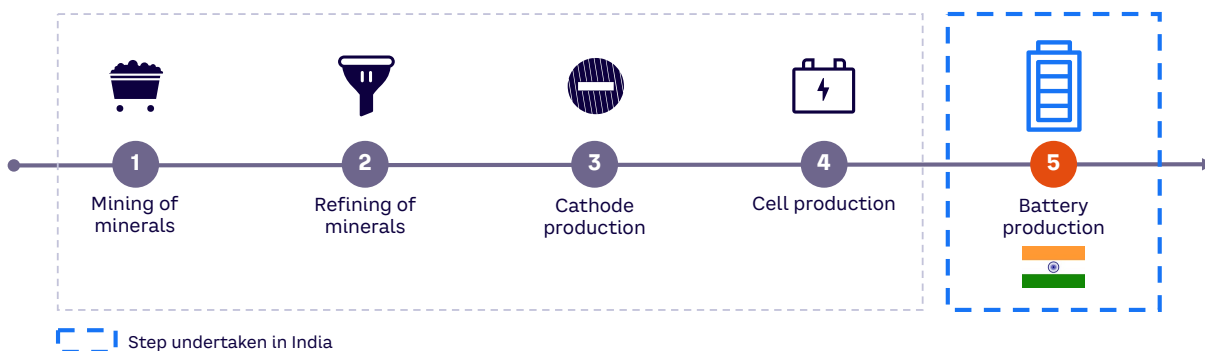 1
2
3
4
5
Mining of
minerals
Refining of
minerals
Cathode
production
Cell production
Battery
production
Step undertaken in India